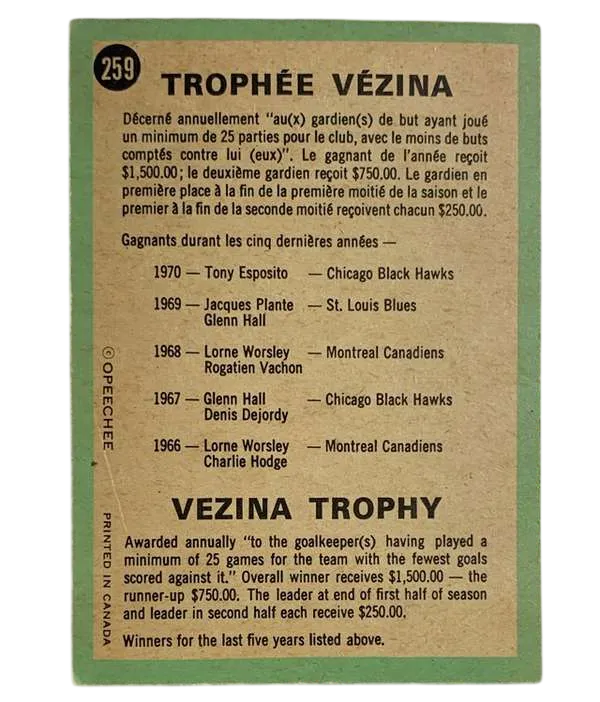 259
TROPHÉE VÉZINA
Décerné annuellement "au(x) gardien(s) de but ayant joué
un minimum de 25 parties pour le club, avec le moins de buts
comptés contre lui (eux)". Le gagnant de l'année reçoit
$1,500.00; le deuxième gardien reçoit $750.00. Le gardien en
première place à la fin de la première moitié de la saison et le
premier à la fin de la seconde moitié reçoivent chacun $250.00.
Gagnants durant les cinq dernières années —
1970 — Tony Esposito — Chicago Black Hawks
1969 — Jacques Plante — St. Louis Blues
Glenn Hall
1968 — Lorne Worsley — Montreal Canadiens
Rogatien Vachon
1967 — Glenn Hall — Chicago Black Hawks
Denis Dejordy
1966 — Lorne Worsley — Montreal Canadiens
Charlie Hodge
VEZINA TROPHY
Awarded annually "to the goalkeeper(s) having played a
minimum of 25 games for the team with the fewest goals
scored against it." Overall winner receives $1,500.00 — the
runner-up $750.00. The leader at end of first half of season
and leader in second half each receive $250.00.
Winners for the last five years listed above.
© OPEECHEE
PRINTED IN CANADA